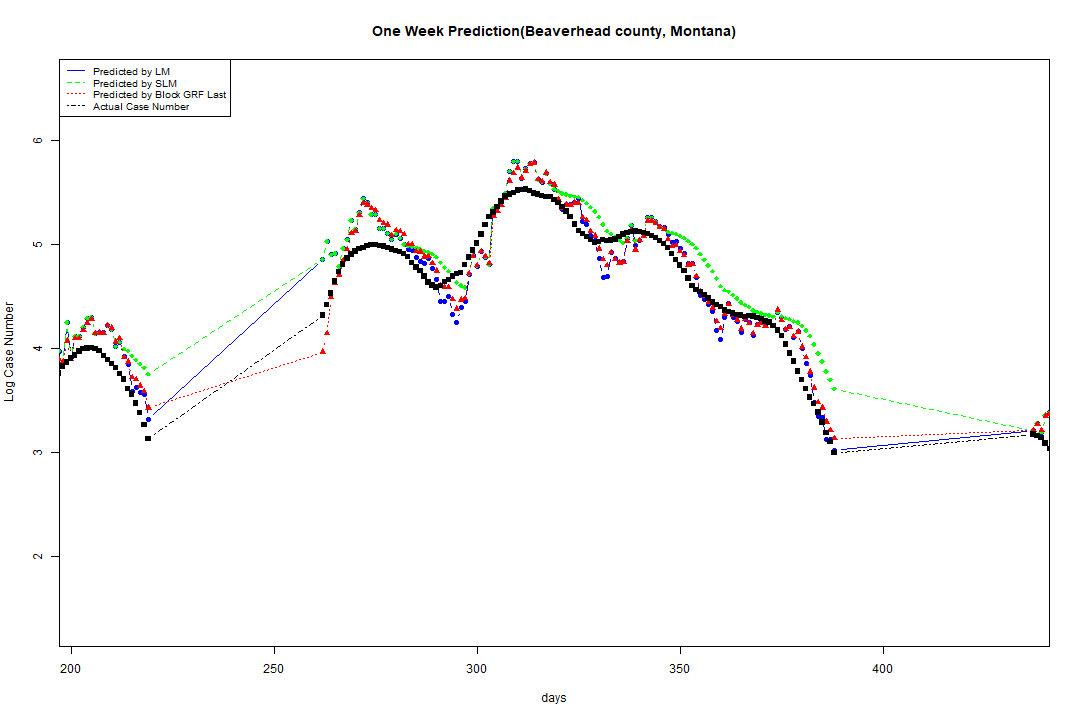 One Week Prediction(Beaverhead county, Montana)
Predicted by LM
Predicted by SLM
Predicted by Block GRF Last
Actual Case Number
6
5
4
3
2
Log Case Number
200 250 300 350 400
days